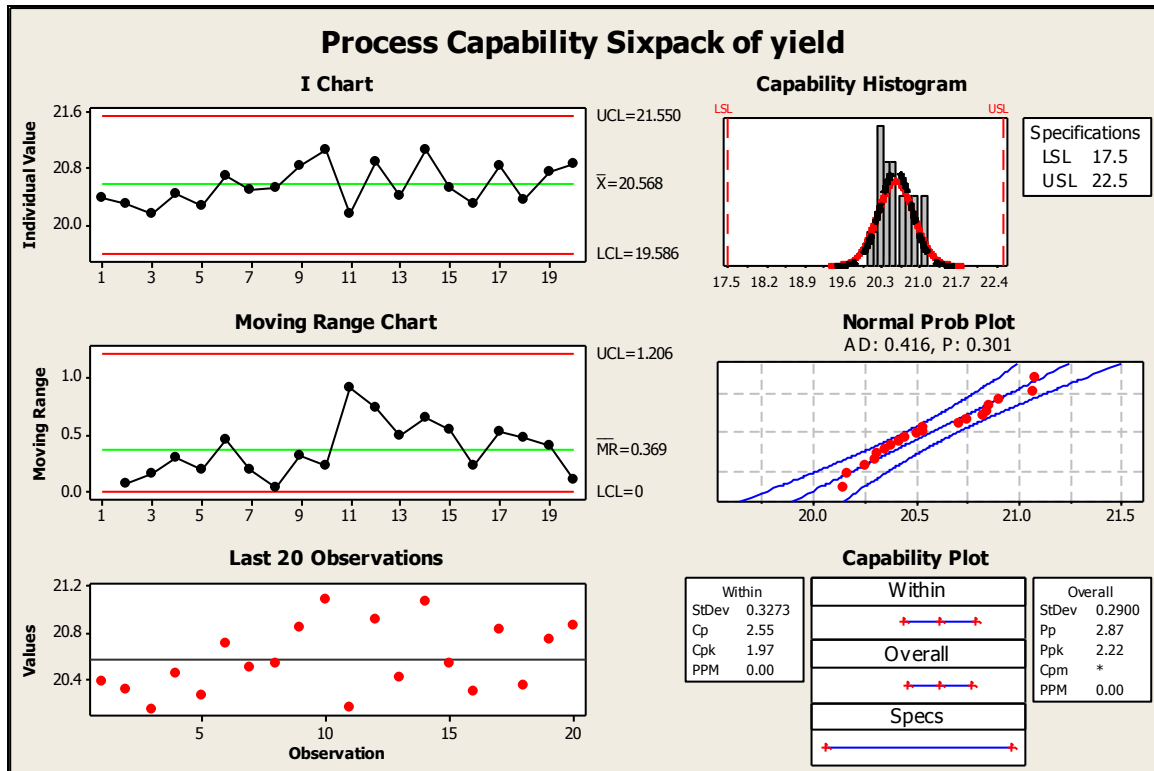 Process Capability Sixpack of yield
I Chart
Individual Value
21.6
20.8
20.0
UCL=21.550
X=20.568
LCL=19.586
1 3 5 7 9 11 13 15 17 19
Capability Histogram
LSL USL
17.5 18.2 18.9 19.6 20.3 21.0 21.7 22.4
Specifications
LSL 17.5
USL 22.5
Moving Range Chart
Moving Range
1.0
0.5
0.0
UCL=1.206
MR=0.369
LCL=0
1 3 5 7 9 11 13 15 17 19
Normal Prob Plot
AD: 0.416, P: 0.301
20.0 20.5 21.0 21.5
Last 20 Observations
Values
21.2
20.8
20.4
5 10 15 20
Observation
Capability Plot
Within
StDev 0.3273
Cp 2.55
Cpk 1.97
PPM 0.00
Within
Overall
Specs
Overall
StDev 0.2900
Pp 2.87
Ppk 2.22
Cpm *
PPM 0.00